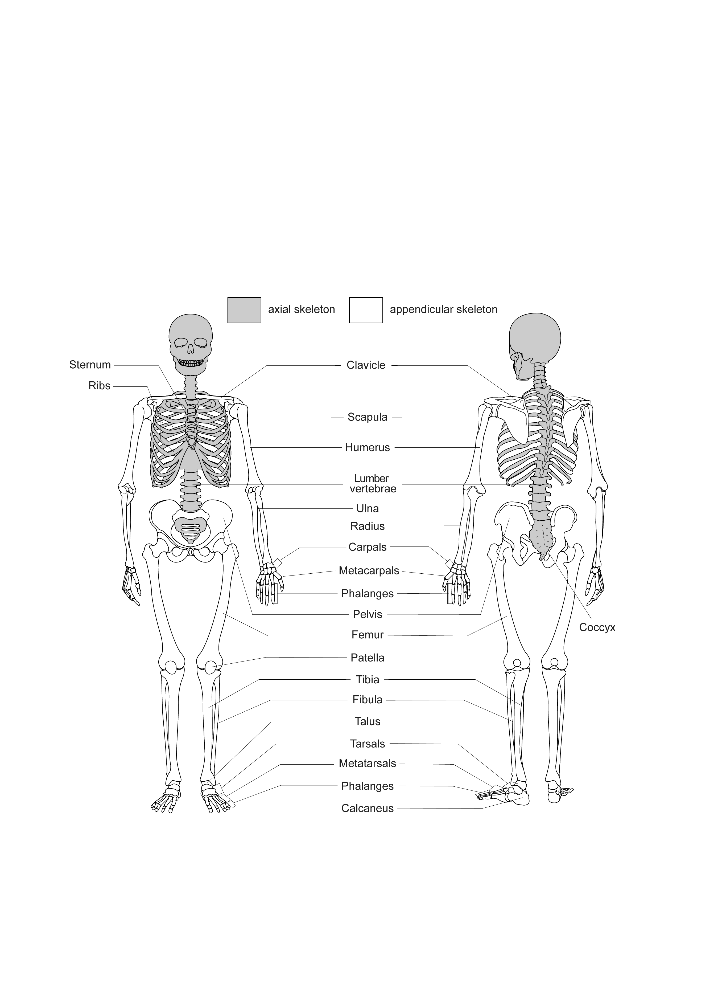 axial skeleton
appendicular skeleton
Sternum
Ribs
Clavicle
Scapula
Humerus
Lumber
vertebrae
Ulna
Radius
Carpals
Metacarpals
Phalanges
Pelvis
Femur
Coccyx
Patella
Tibia
Fibula
Talus
Tarsals
Metatarsals
Phalanges
Calcaneus